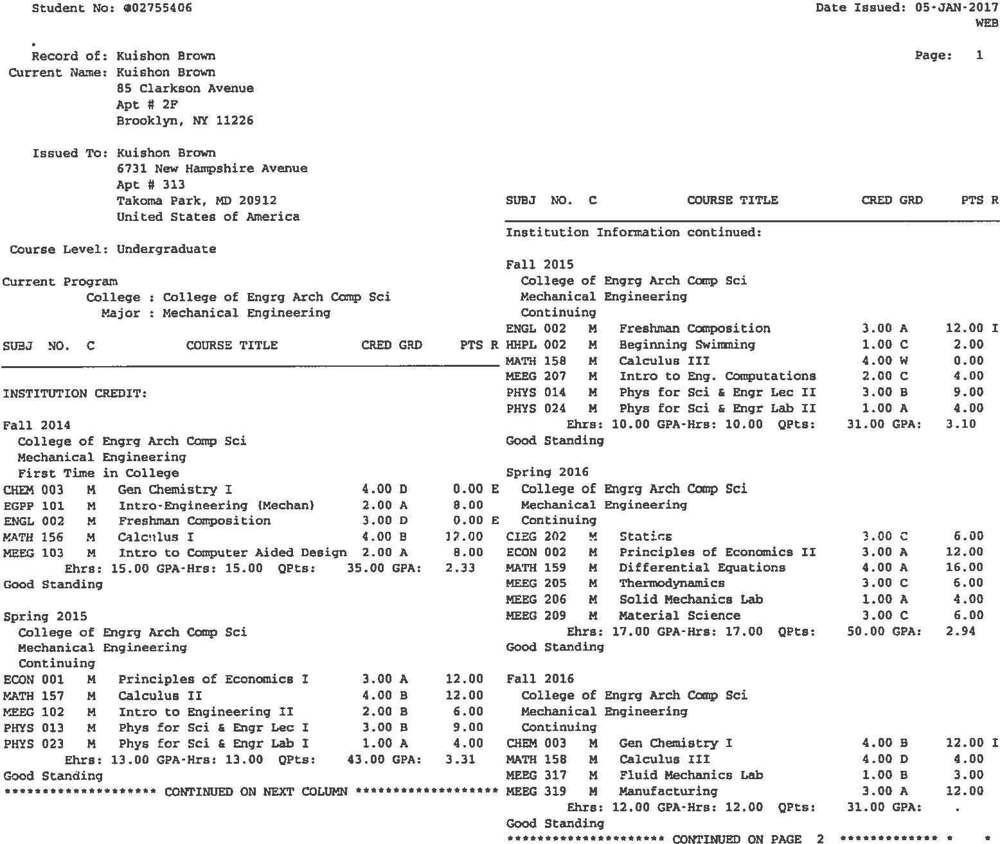 Student No: @02755406
Date Issued: 05-JAN-2017
WEB
Record of: Kuishon Brown
Page: 1
Current Name: Kuishon Brown
85 Clarkson Avenue
Apt # 2F
Brooklyn, NY 11226
Issued To: Kuishon Brown
6731 New Hampshire Avenue
Apt # 313
Takoma Park, MD 20912
United States of America
Course Level: Undergraduate
Current Program
College : College of Engrg Arch Comp Sci
Major : Mechanical Engineering
SUBJ NO. C COURSE TITLE CRED GRD PTS R
INSTITUTION CREDIT:
Fall 2014
College of Engrg Arch Comp Sci
Mechanical Engineering
First Time in College
CHEM 003 M Gen Chemistry I 4.00 D 0.00 E
EGPP 101 M Intro-Engineering (Mechan) 2.00 A 8.00
ENGL 002 M Freshman Composition 3.00 D 0.00 E
MATH 156 M Calculus I 4.00 B 12.00
MEEG 103 M Intro to Computer Aided Design 2.00 A 8.00
Ehrs: 15.00 GPA-Hrs: 15.00 QPts: 35.00 GPA: 2.33
Good Standing
Spring 2015
College of Engrg Arch Comp Sci
Mechanical Engineering
Continuing
ECON 001 M Principles of Economics I 3.00 A 12.00
MATH 157 M Calculus II 4.00 B 12.00
MEEG 102 M Intro to Engineering II 2.00 B 6.00
PHYS 013 M Phys for Sci & Engr Lec I 3.00 B 9.00
PHYS 023 M Phys for Sci & Engr Lab I 1.00 A 4.00
Ehrs: 13.00 GPA-Hrs: 13.00 QPts: 43.00 GPA: 3.31
Good Standing
******************** CONTINUED ON NEXT COLUMN *******************
SUBJ NO. C COURSE TITLE CRED GRD PTS R
Institution Information continued:
Fall 2015
College of Engrg Arch Comp Sci
Mechanical Engineering
Continuing
ENGL 002 M Freshman Composition 3.00 A 12.00 I
HHPL 002 M Beginning Swimming 1.00 C 2.00
MATH 158 M Calculus III 4.00 W 0.00
MEEG 207 M Intro to Eng. Computations 2.00 C 4.00
PHYS 014 M Phys for Sci & Engr Lec II 3.00 B 9.00
PHYS 024 M Phys for Sci & Engr Lab II 1.00 A 4.00
Ehrs: 10.00 GPA-Hrs: 10.00 QPts: 31.00 GPA: 3.10
Good Standing
Spring 2016
College of Engrg Arch Comp Sci
Mechanical Engineering
Continuing
CIEG 202 M Statics 3.00 C 6.00
ECON 002 M Principles of Economics II 3.00 A 12.00
MATH 159 M Differential Equations 4.00 A 16.00
MEEG 205 M Thermodynamics 3.00 C 6.00
MEEG 206 M Solid Mechanics Lab 1.00 A 4.00
MEEG 209 M Material Science 3.00 C 6.00
Ehrs: 17.00 GPA-Hrs: 17.00 QPts: 50.00 GPA: 2.94
Good Standing
Fall 2016
College of Engrg Arch Comp Sci
Mechanical Engineering
Continuing
CHEM 003 M Gen Chemistry I 4.00 B 12.00 I
MATH 158 M Calculus III 4.00 D 4.00
MEEG 317 M Fluid Mechanics Lab 1.00 B 3.00
MEEG 319 M Manufacturing 3.00 A 12.00
Ehrs: 12.00 GPA-Hrs: 12.00 QPts: 31.00 GPA: .
Good Standing
********************* CONTINUED ON PAGE 2 ************* * *